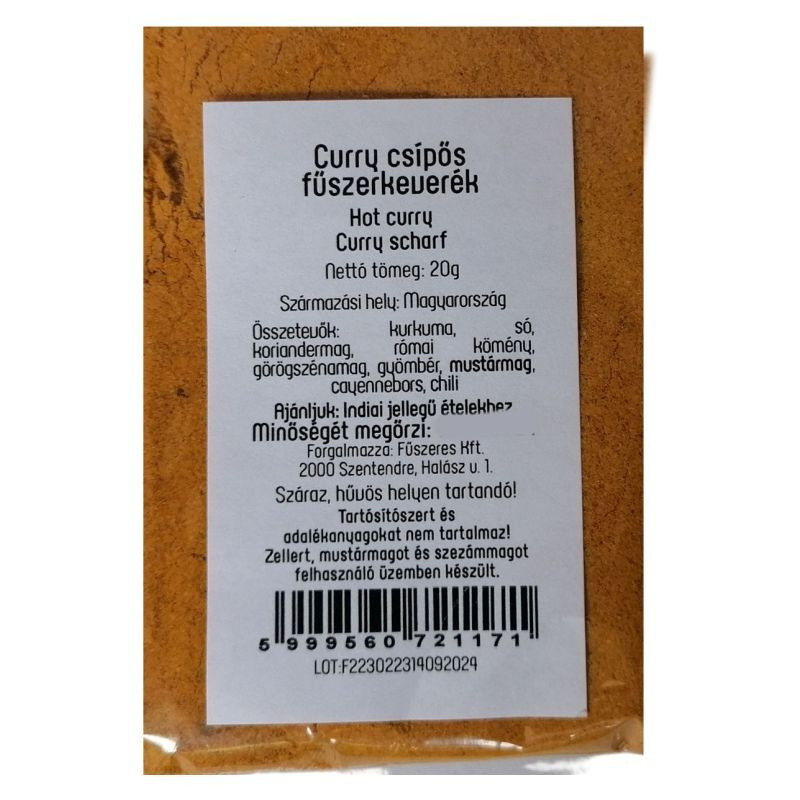 Curry csípős
fűszerkeverék
Hot curry
Curry scharf
Nettó tömeg: 20g
Származási hely: Magyarország
Összetevők: kurkuma, só,
koriandermag, római kömény,
görögszénamag, gyömbér, mustármag,
cayennebors, chili
Ajánljuk: Indiai jellegű ételekhez
Minőségét megőrzi:
Forgalmazza: Fűszeres Kft.
2000 Szentendre, Halász u. 1.
Száraz, hűvös helyen tartandó!
Tartósítószert és
adalékanyagokat nem tartalmaz!
Zellert, mustármagot és szezámmagot
felhasználó üzemben készült.
5 999560 721171
LOT:F223022314092024